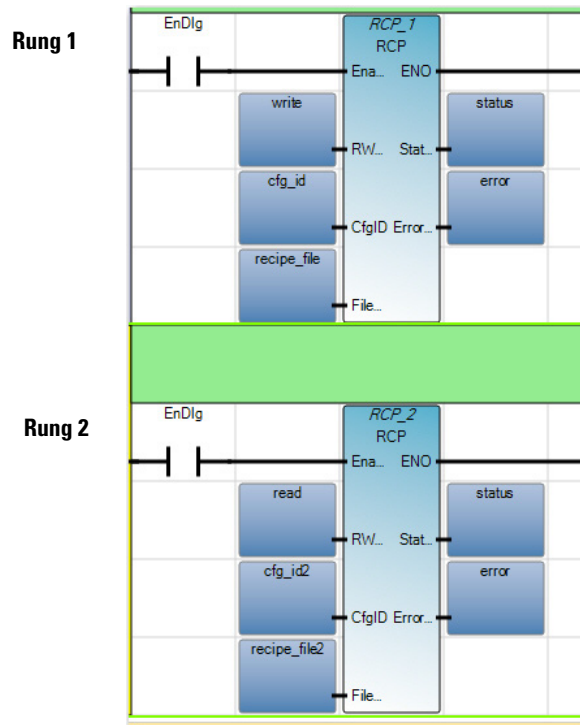 Rung 1
EnDlg
RCP_1
RCP
Ena... ENO
write
status
RW... Stat...
cfg_id
error
CfgID Error...
recipe_file
File...
Rung 2
EnDlg
RCP_2
RCP
Ena... ENO
read
status
RW... Stat...
cfg_id2
error
CfgID Error...
recipe_file2
File...